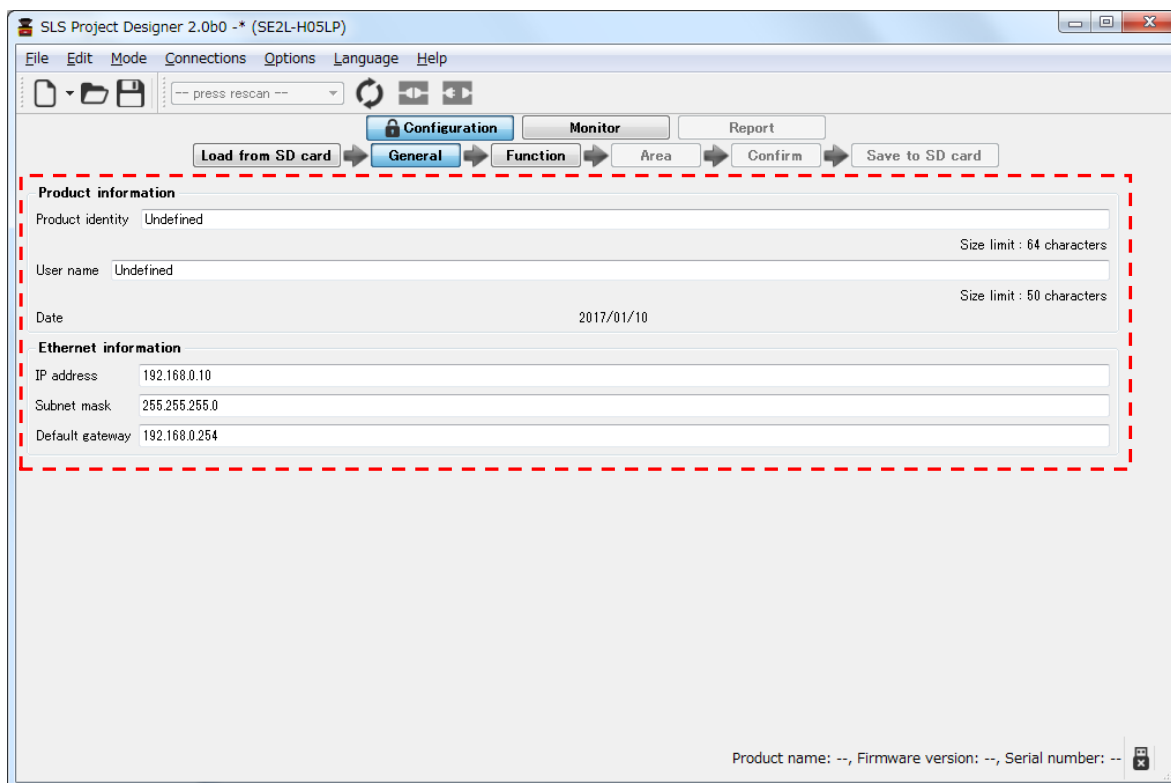 SLS Project Designer 2.0b0 -* (SE2L-H05LP)
File Edit Mode Connections Options Language Help
-- press rescan --
Configuration Monitor Report
Load from SD card General Function Area Confirm Save to SD card
Product information
Product identity Undefined
Size limit : 64 characters
User name Undefined
Size limit : 50 characters
Date 2017/01/10
Ethernet information
IP address 192.168.0.10
Subnet mask 255.255.255.0
Default gateway 192.168.0.254
Product name: --, Firmware version: --, Serial number: --